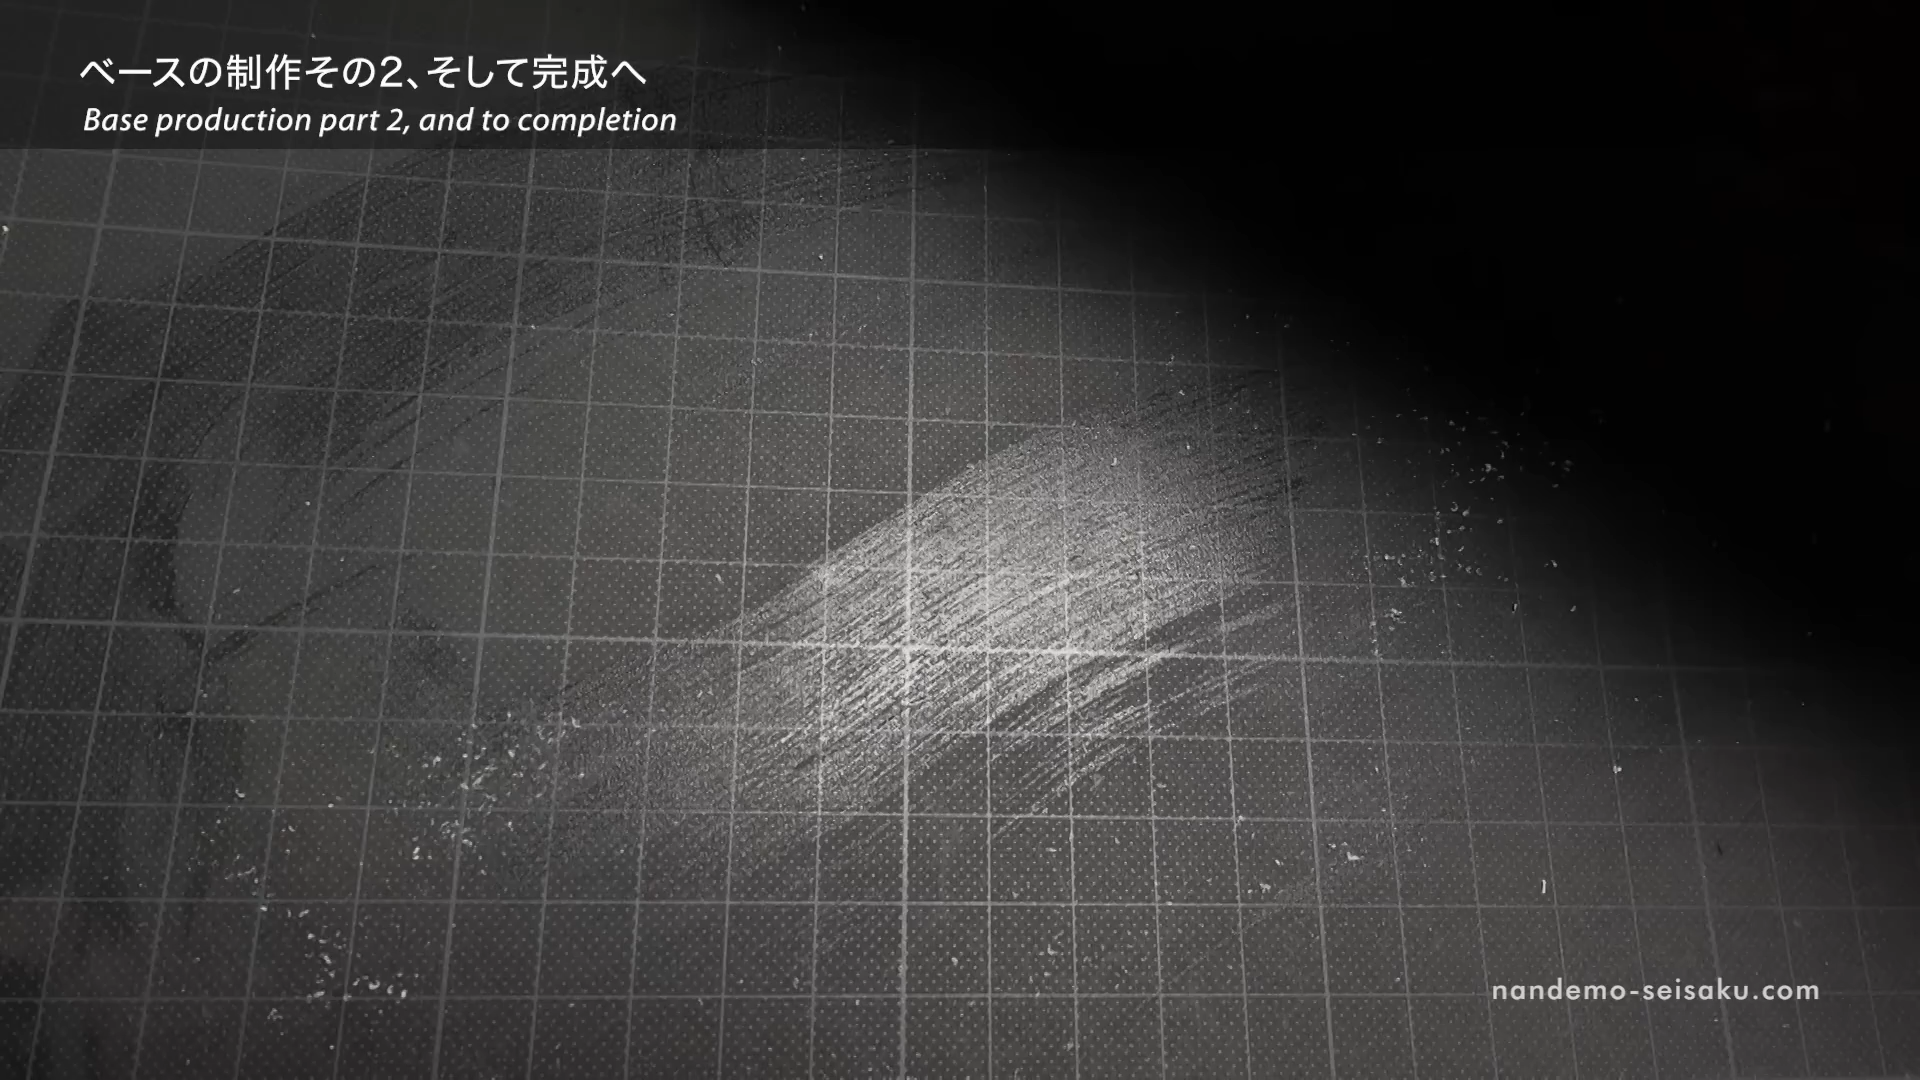 ベースの制作その2、そして完成へ
Base production part 2, and to completion
nandemo-seisaku.com